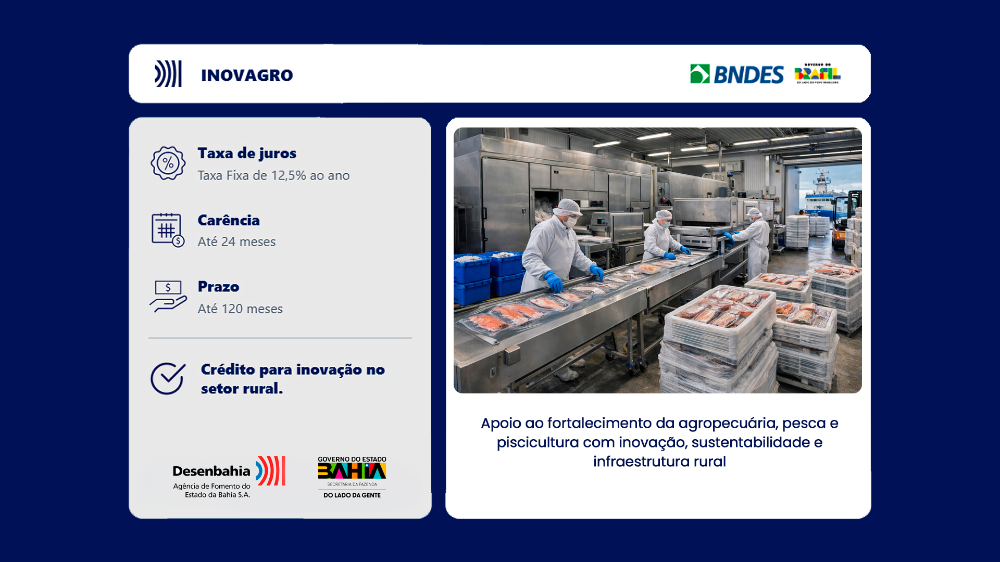 INOVAGRO
BNDES
GOVERNO DO
BRASIL
DO LADO DO POVO BRASILEIRO
Taxa de juros
Taxa Fixa de 12,5% ao ano
Carência
Até 24 meses
Prazo
Até 120 meses
Crédito para inovação no
setor rural.
Desenbahia
Agência de Fomento do
Estado da Bahia S.A.
GOVERNO DO ESTADO
BAHIA
SECRETARIA DA FAZENDA
DO LADO DA GENTE
Apoio ao fortalecimento da agropecuária, pesca e
piscicultura com inovação, sustentabilidade e
infraestrutura rural